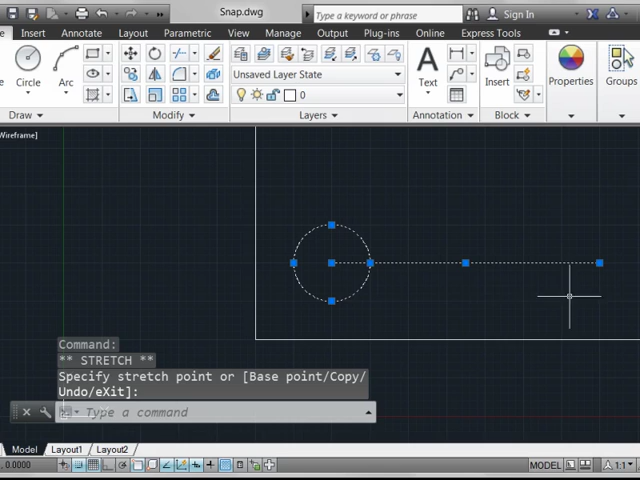 Snap.dwg
Type a keyword or phrase
Sign In
Insert Annotate Layout Parametric View Manage Output Plug-ins Online Express Tools
Unsaved Layer State
Circle Arc
0
Text Insert Properties Groups
Draw Modify Layers Annotation Block
Wireframe]
Command:
** STRETCH **
Specify stretch point or [Base point/Copy/
Undo/eXit]:
Type a command
Model Layout1 Layout2
, 0.0000
MODEL
1:1